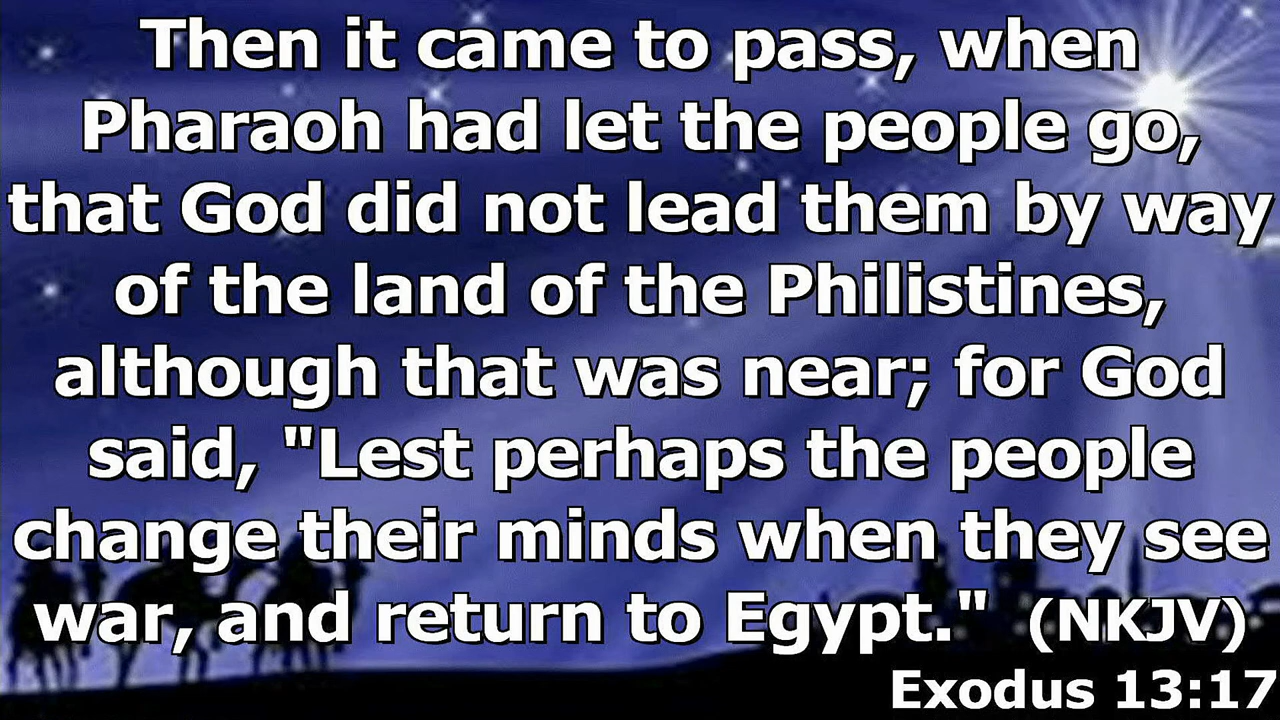 Then it came to pass, when
Pharaoh had let the people go,
that God did not lead them by way
of the land of the Philistines,
although that was near; for God
said, "Lest perhaps the people
change their minds when they see
war, and return to Egypt." (NKJV)
Exodus 13:17